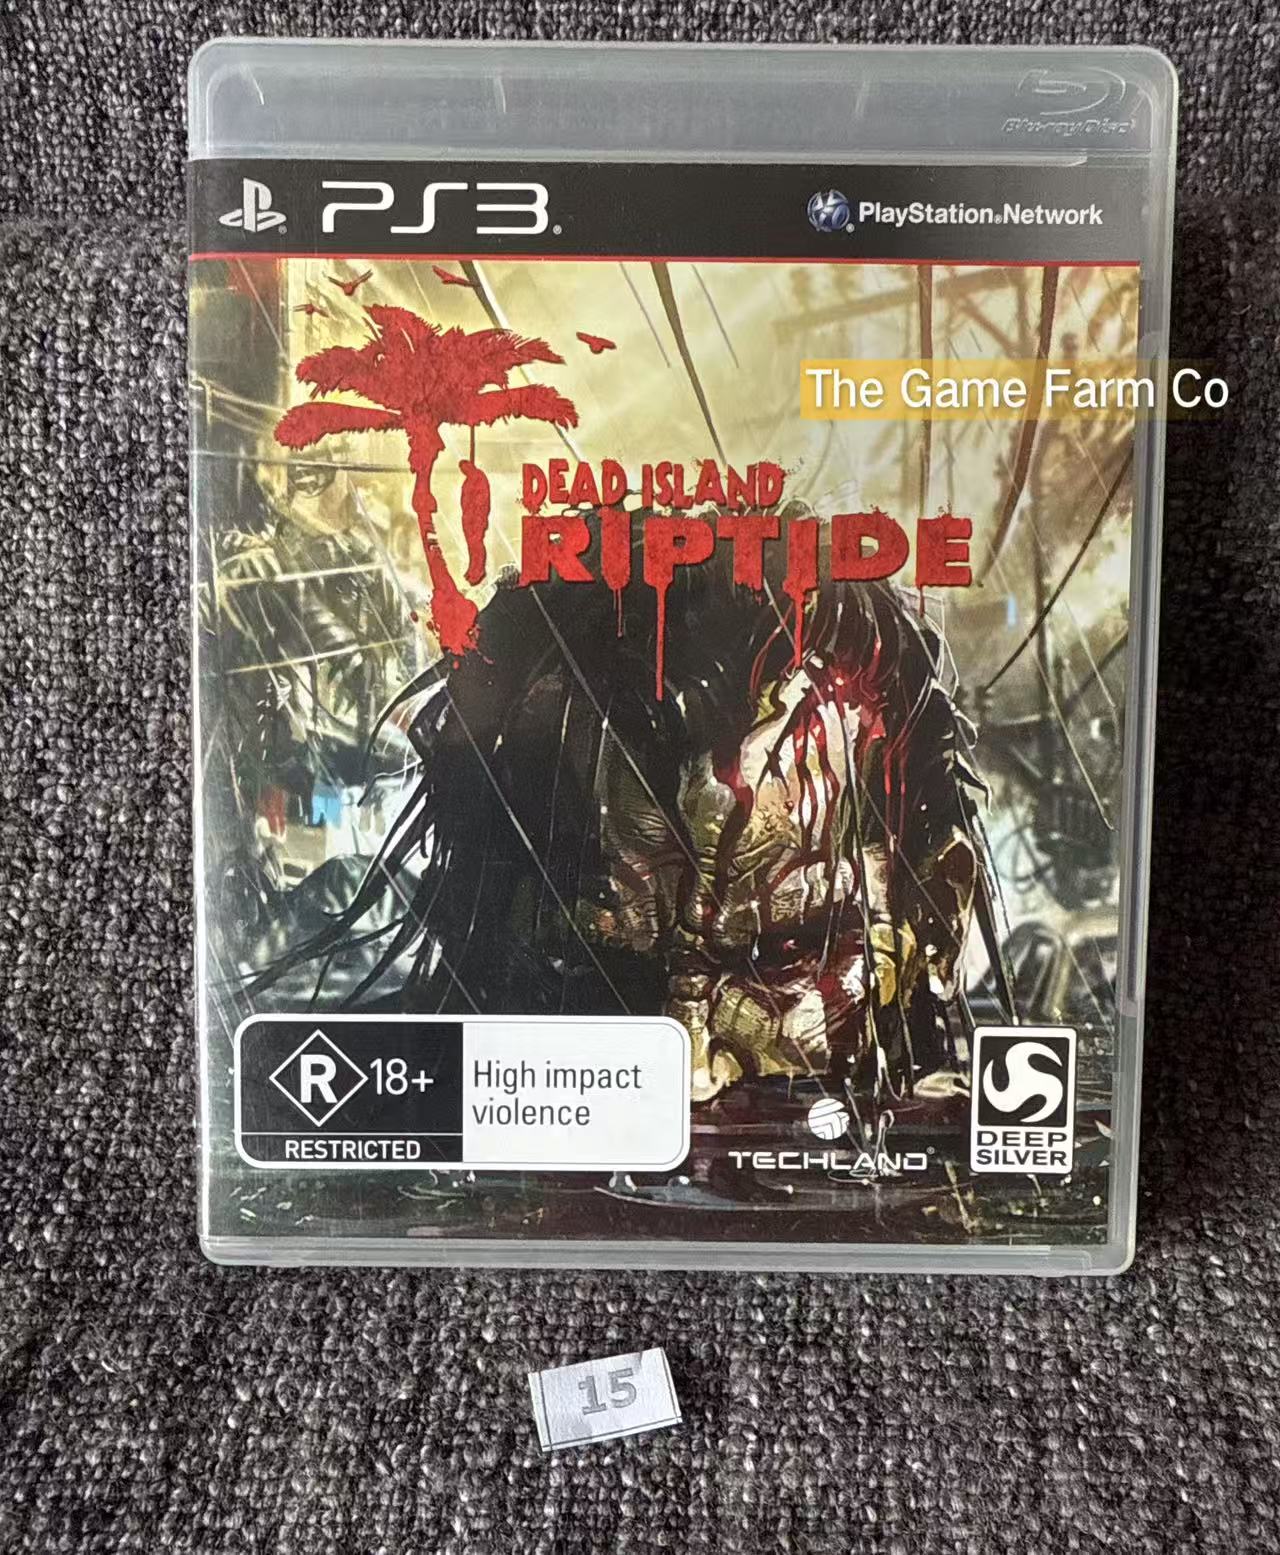 Blu-ray Disc
PS3
PlayStation®Network
The Game Farm Co
DEAD ISLAND
RIPTIDE
R 18+
RESTRICTED
High impact
violence
TECHLAND®
DEEP
SILVER
15